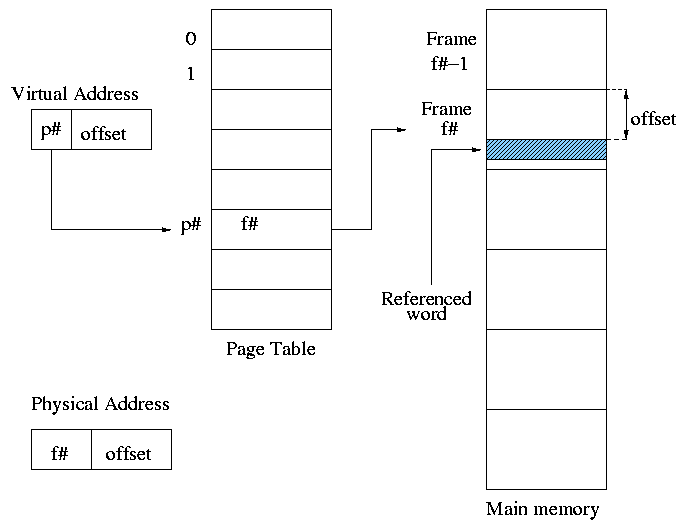 0
1
Virtual Address
p# offset
p# f#
Page Table
Physical Address
f# offset
Frame
f#−1
Frame
f#
offset
Referenced
word
Main memory